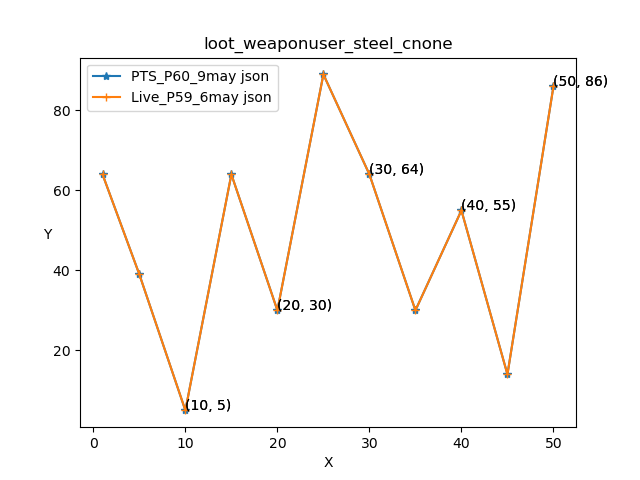 loot_weaponuser_steel_cnone
PTS_P60_9may json
Live_P59_6may json
(50, 86)
80
(30, 64)
60
(40, 55)
Y
40
(20, 30)
20
(10, 5)
0 10 20 30 40 50
X